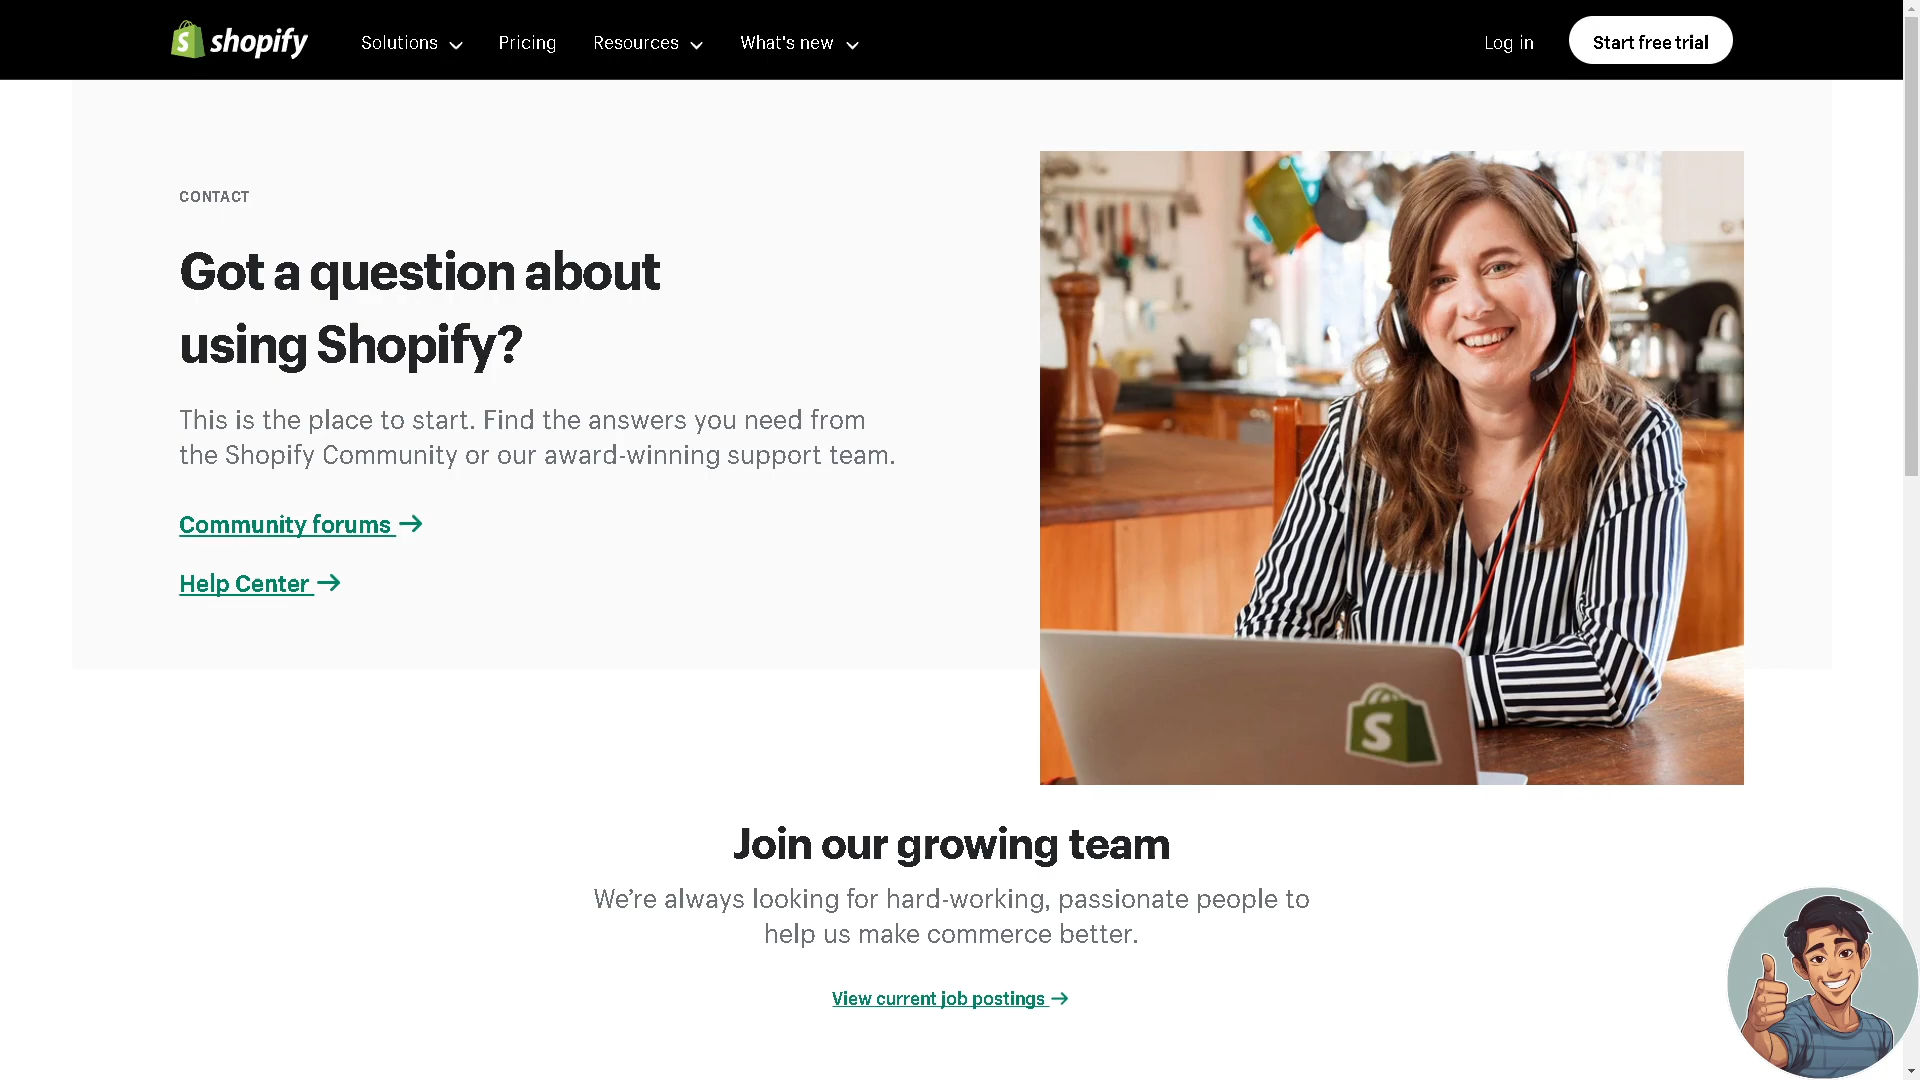 shopify
Solutions
Pricing
Resources
What's new
Log in
Start free trial
CONTACT
Got a question about
using Shopify?
This is the place to start. Find the answers you need from
the Shopify Community or our award-winning support team.
Community forums
Help Center
Join our growing team
We’re always looking for hard-working, passionate people to
help us make commerce better.
View current job postings